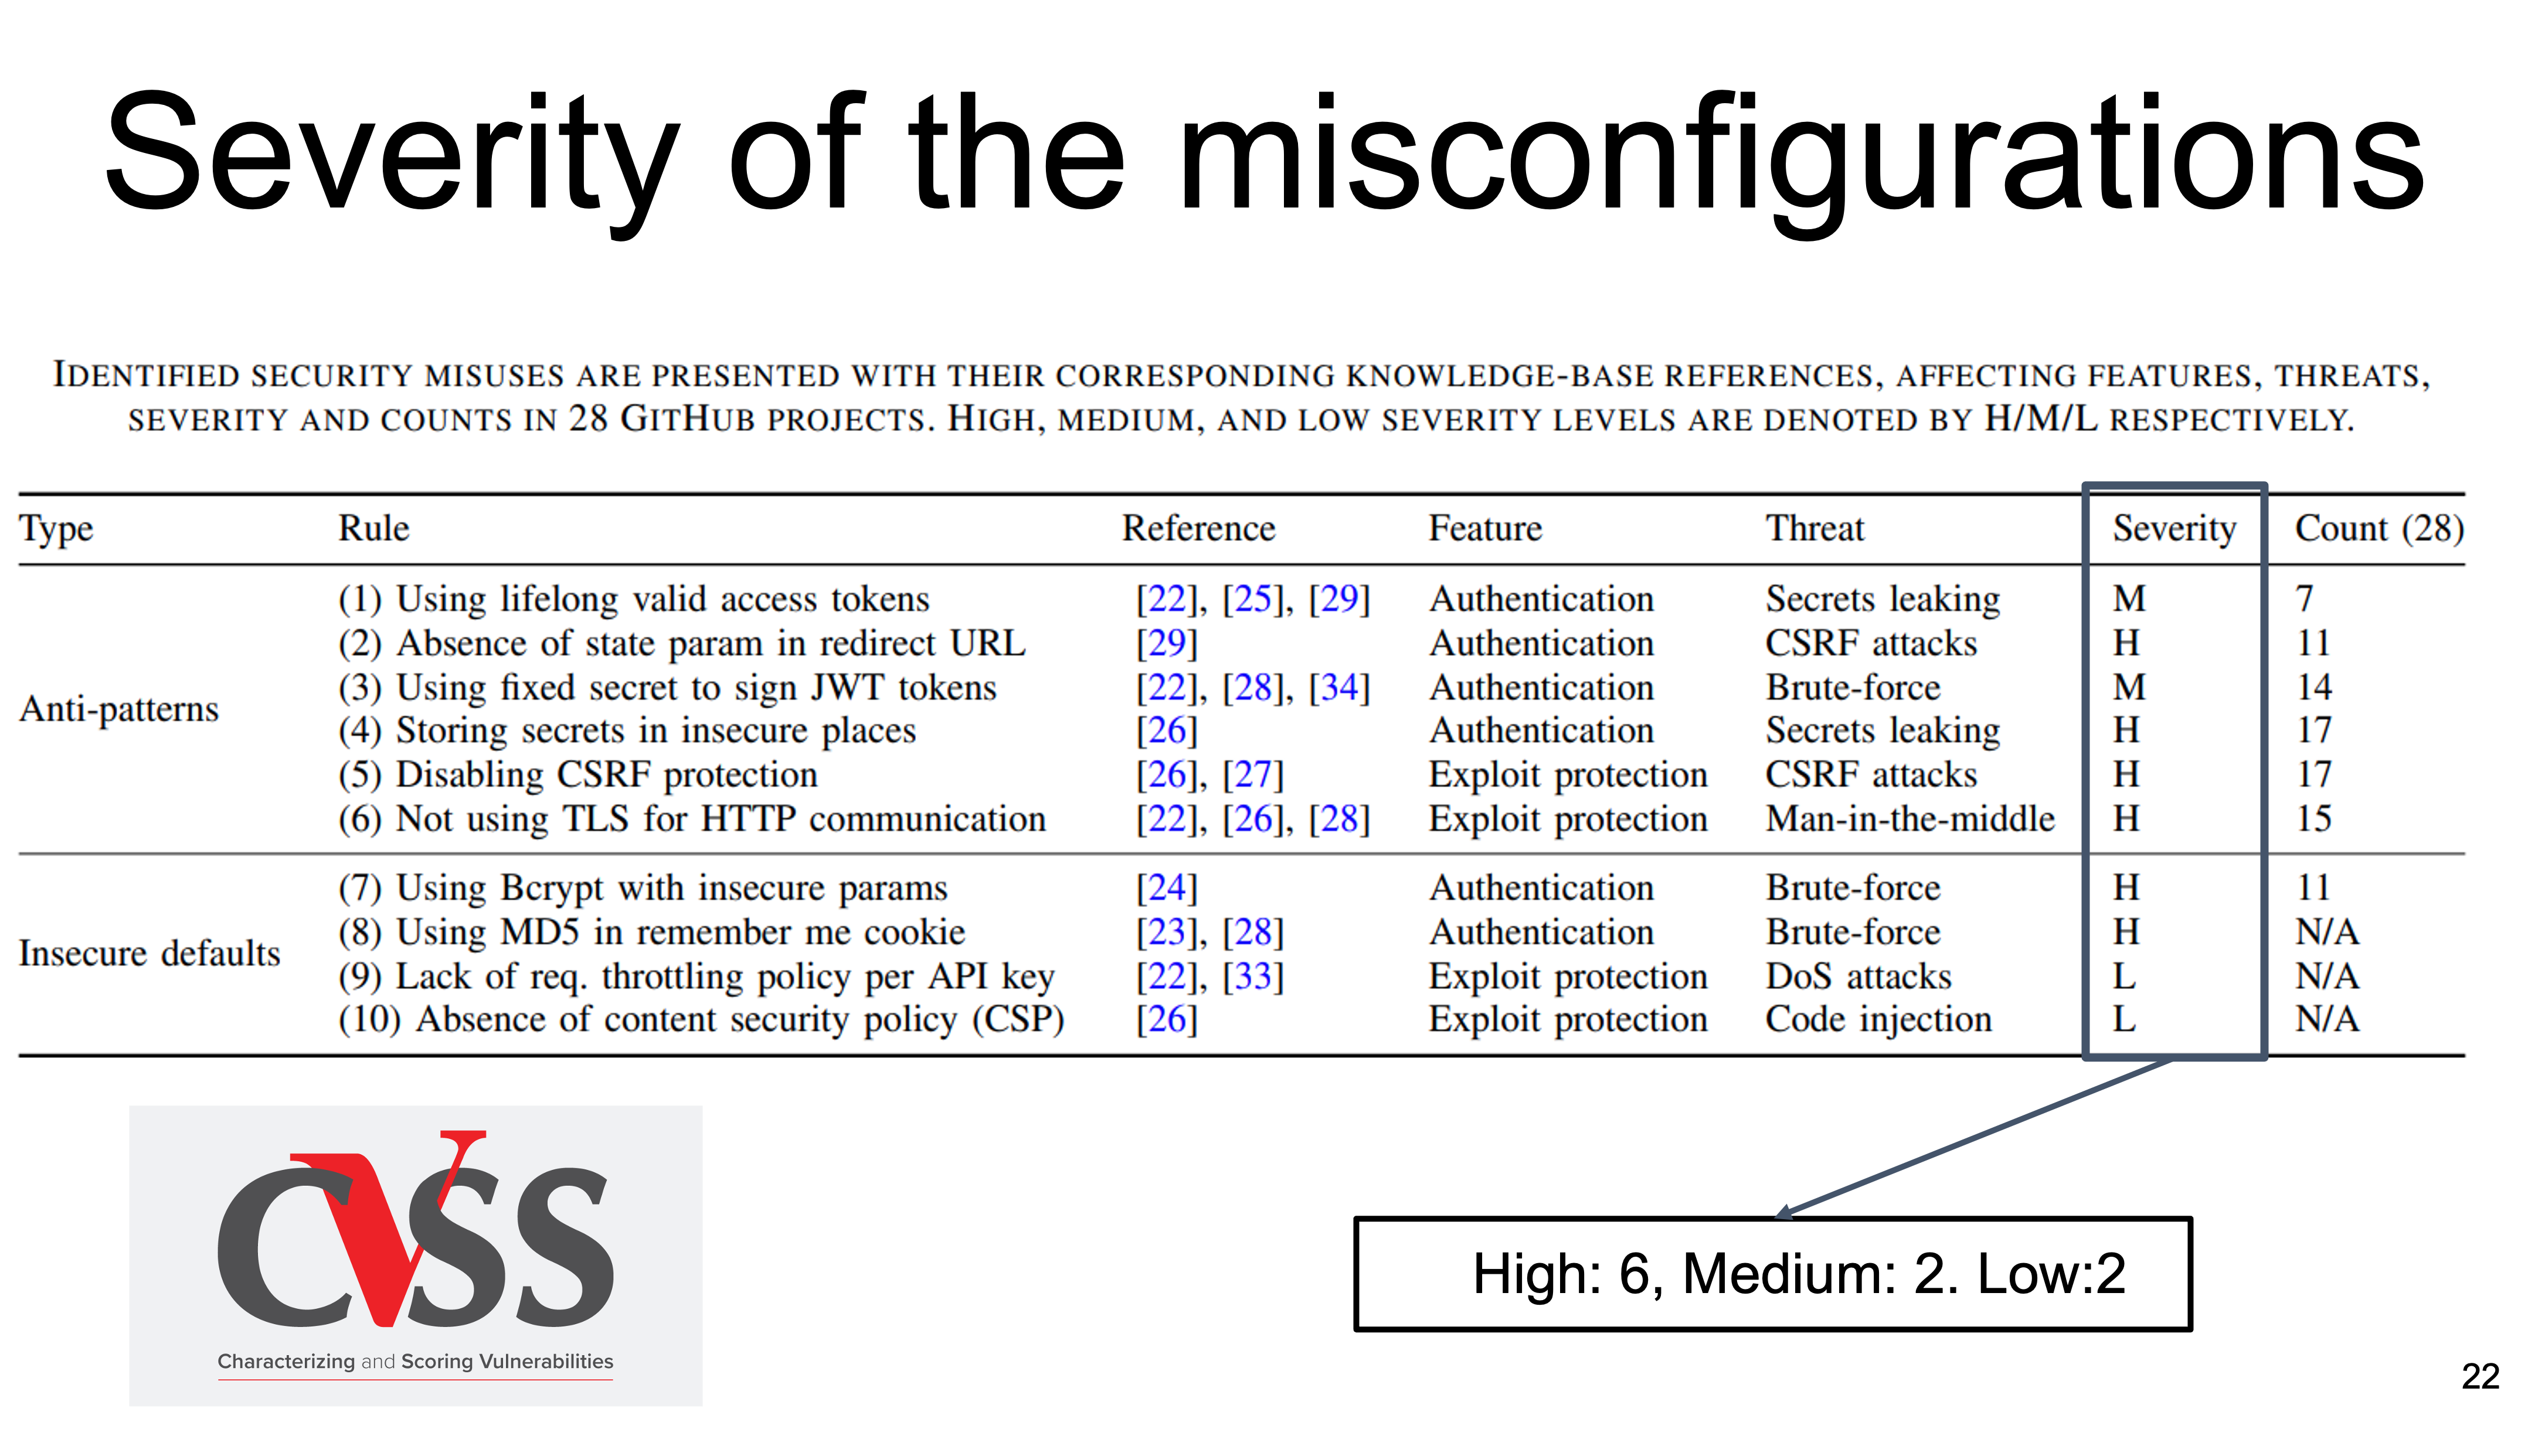 Severity of the misconfigurations
IDENTIFIED SECURITY MISUSES ARE PRESENTED WITH THEIR CORRESPONDING KNOWLEDGE-BASE REFERENCES, AFFECTING FEATURES, THREATS,
SEVERITY AND COUNTS IN 28 GITHUB PROJECTS. HIGH, MEDIUM, AND LOW SEVERITY LEVELS ARE DENOTED BY H/M/L RESPECTIVELY.
Type Rule Reference Feature Threat Severity Count (28)
Anti-patterns
(1) Using lifelong valid access tokens [22], [25], [29] Authentication Secrets leaking M 7
(2) Absence of state param in redirect URL [29] Authentication CSRF attacks H 11
(3) Using fixed secret to sign JWT tokens [22], [28], [34] Authentication Brute-force M 14
(4) Storing secrets in insecure places [26] Authentication Secrets leaking H 17
(5) Disabling CSRF protection [26], [27] Exploit protection CSRF attacks H 17
(6) Not using TLS for HTTP communication [22], [26], [28] Exploit protection Man-in-the-middle H 15
Insecure defaults
(7) Using Bcrypt with insecure params [24] Authentication Brute-force H 11
(8) Using MD5 in remember me cookie [23], [28] Authentication Brute-force H N/A
(9) Lack of req. throttling policy per API key [22], [33] Exploit protection DoS attacks L N/A
(10) Absence of content security policy (CSP) [26] Exploit protection Code injection L N/A
CVSS
Characterizing and Scoring Vulnerabilities
High: 6, Medium: 2. Low:2
22